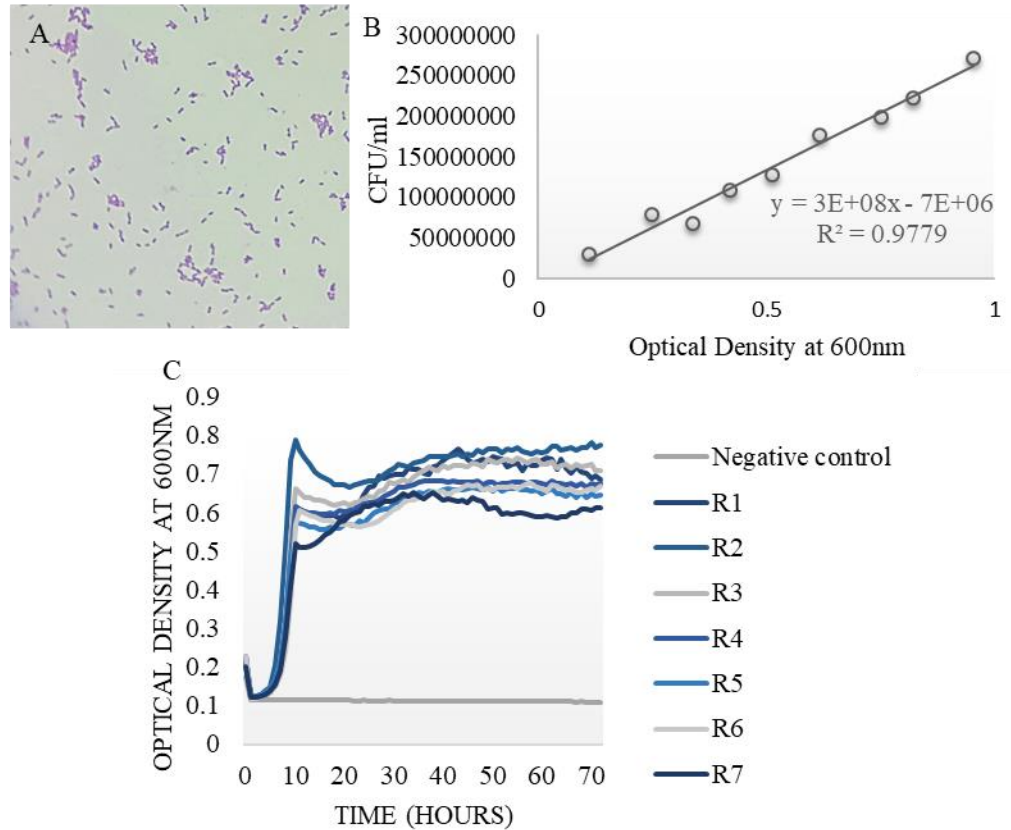 A
B
300000000
250000000
200000000
150000000
100000000
50000000
0
CFU/ml
y = 3E+08x - 7E+06
R² = 0.9779
0 0.5 1
Optical Density at 600nm
C
0.9
0.8
0.7
0.6
0.5
0.4
0.3
0.2
0.1
0
OPTICAL DENSITY AT 600NM
0 10 20 30 40 50 60 70
TIME (HOURS)
Negative control
R1
R2
R3
R4
R5
R6
R7